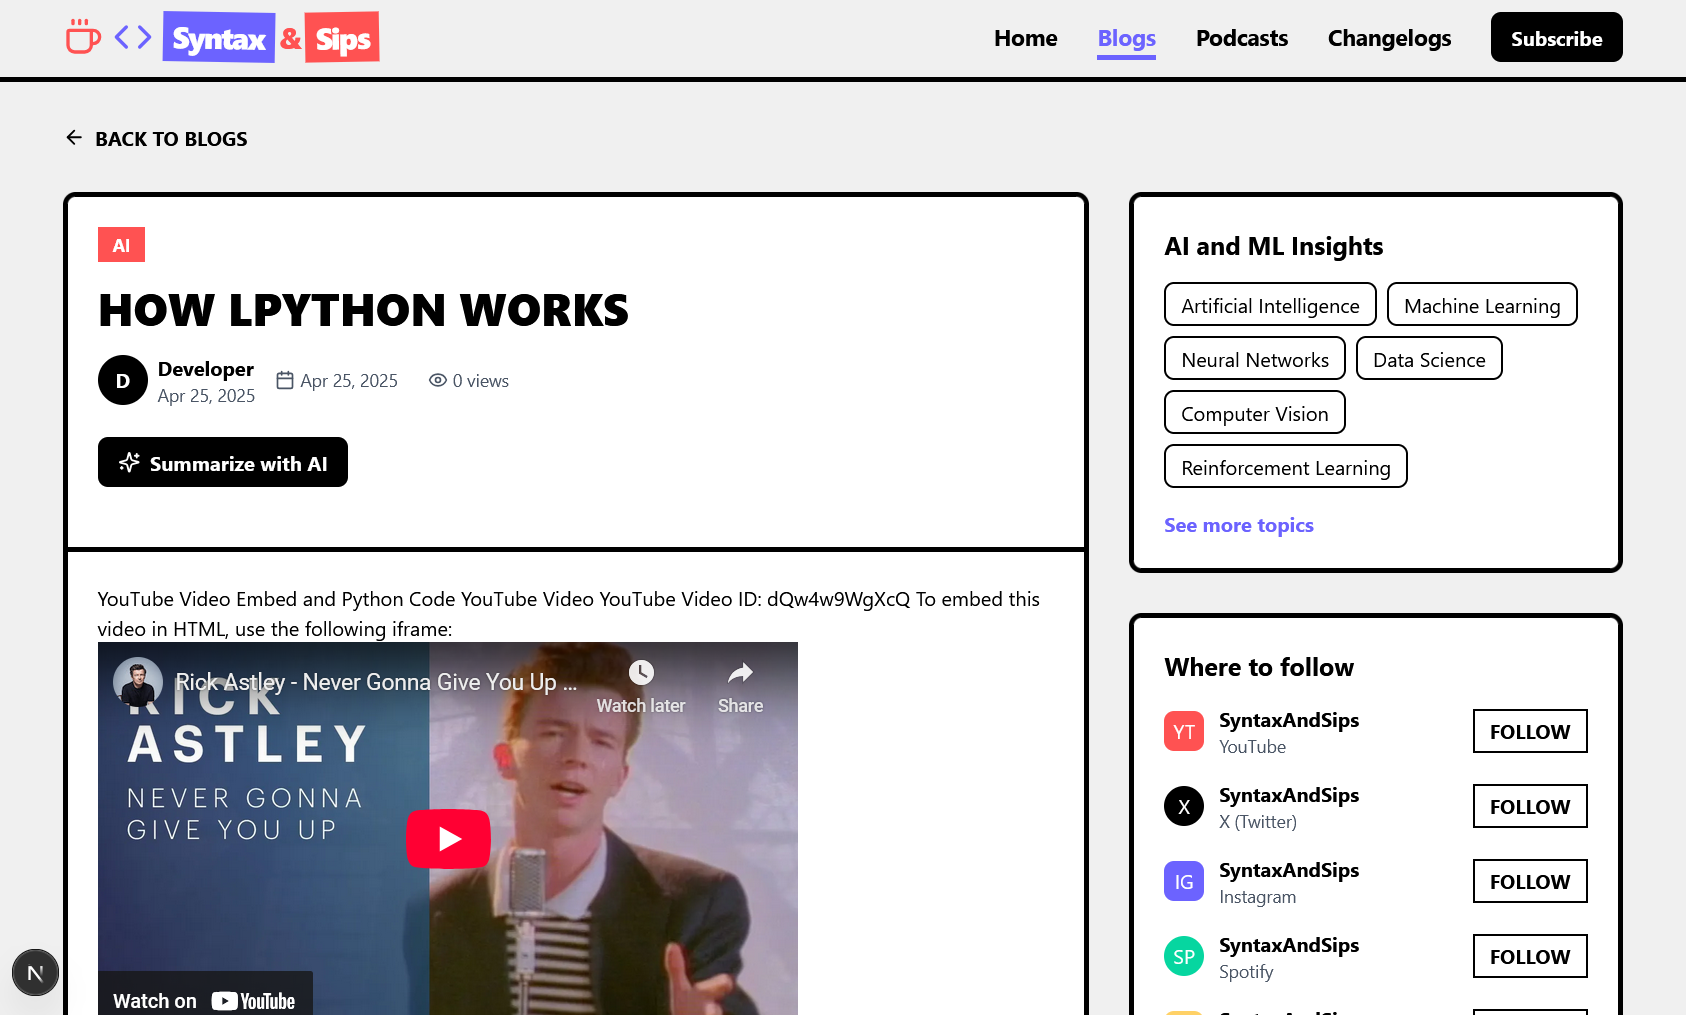 Syntax & Sips
Home
Blogs
Podcasts
Changelogs
Subscribe
BACK TO BLOGS
AI
HOW LPYTHON WORKS
D
Developer
Apr 25, 2025
Apr 25, 2025
0 views
Summarize with AI
YouTube Video Embed and Python Code YouTube Video YouTube Video ID: dQw4w9WgXcQ To embed this
video in HTML, use the following iframe:
Rick Astley - Never Gonna Give You Up ...
Watch later
Share
RICK
ASTLEY
NEVER GONNA
GIVE YOU UP
Watch on YouTube
N
AI and ML Insights
Artificial Intelligence
Machine Learning
Neural Networks
Data Science
Computer Vision
Reinforcement Learning
See more topics
Where to follow
YT
SyntaxAndSips
YouTube
FOLLOW
X
SyntaxAndSips
X (Twitter)
FOLLOW
IG
SyntaxAndSips
Instagram
FOLLOW
SP
SyntaxAndSips
Spotify
FOLLOW